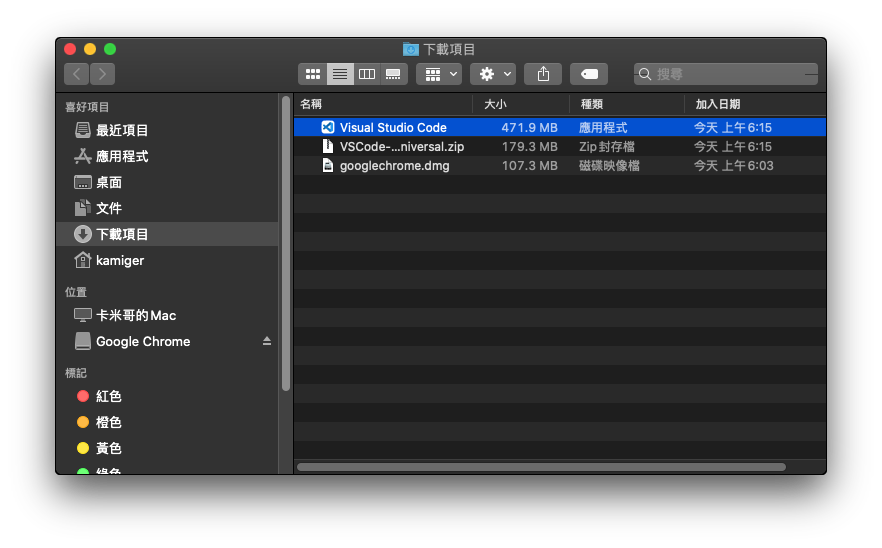 下載項目
搜尋
喜好項目
最近項目
應用程式
桌面
文件
下載項目
kamiger
位置
卡米哥的Mac
Google Chrome
標記
紅色
橙色
黃色
綠色
名稱 大小 種類 加入日期
Visual Studio Code 471.9 MB 應用程式 今天 上午6:15
VSCode-...niversal.zip 179.3 MB Zip封存檔 今天 上午6:15
googlechrome.dmg 107.3 MB 磁碟映像檔 今天 上午6:03